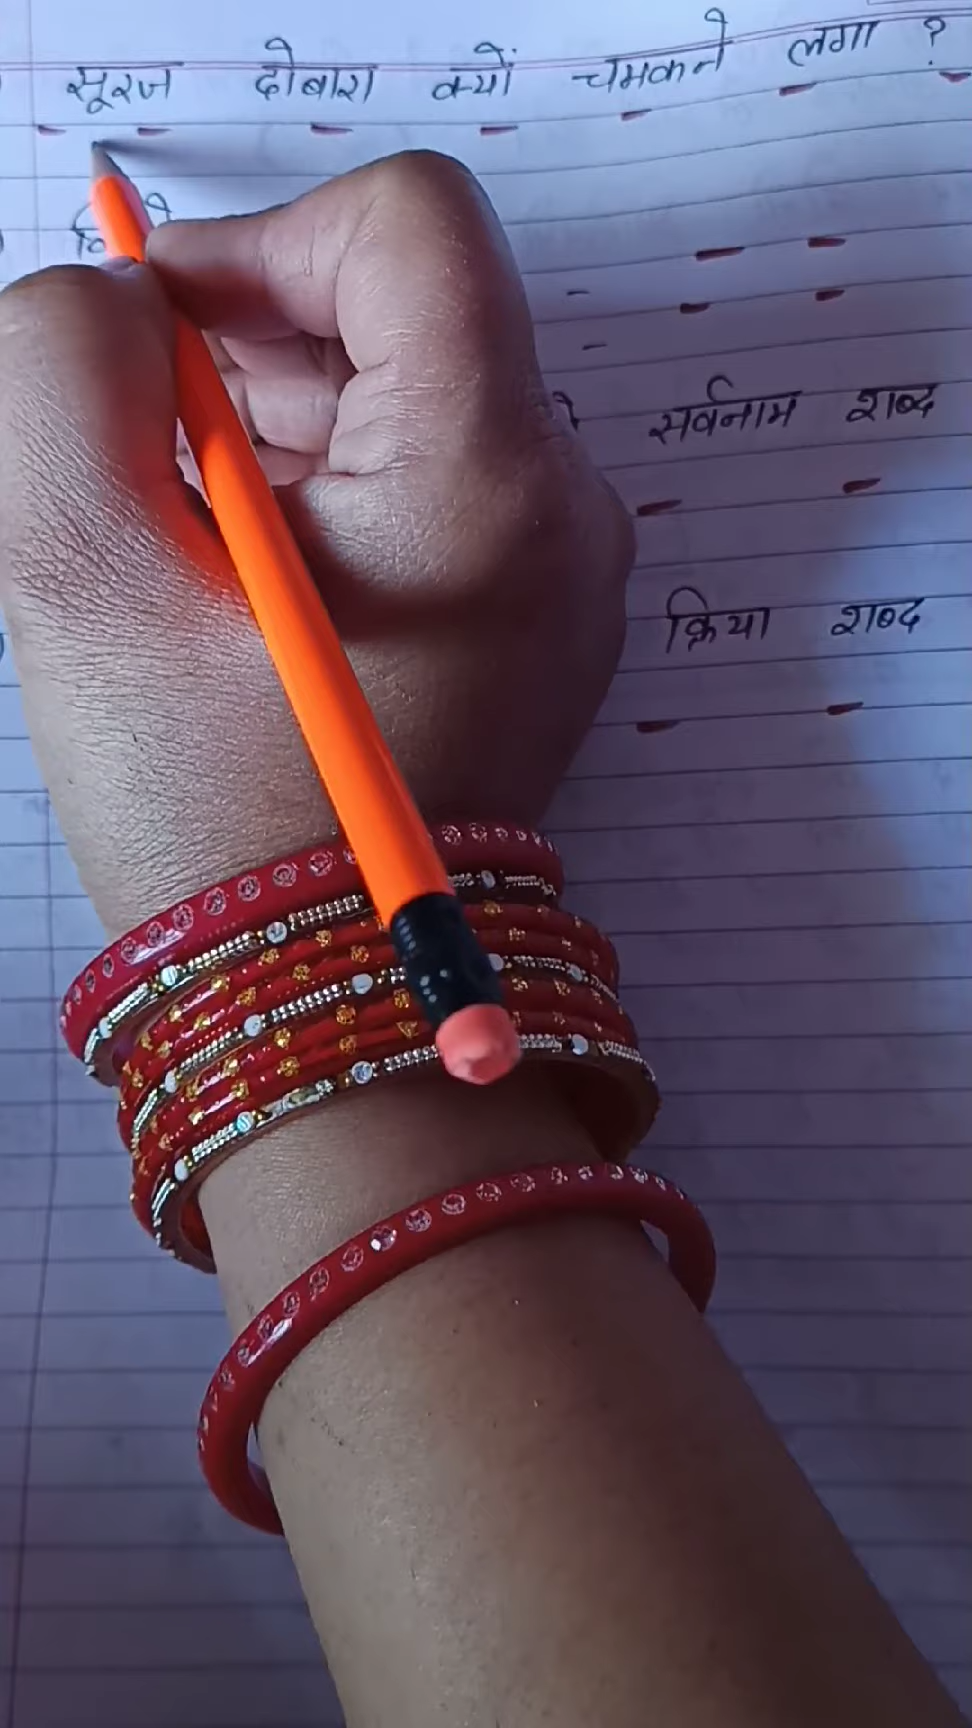 सूरज दोबारा क्यों चमकने लगा ?
सर्वनाम शब्द
क्रिया शब्द